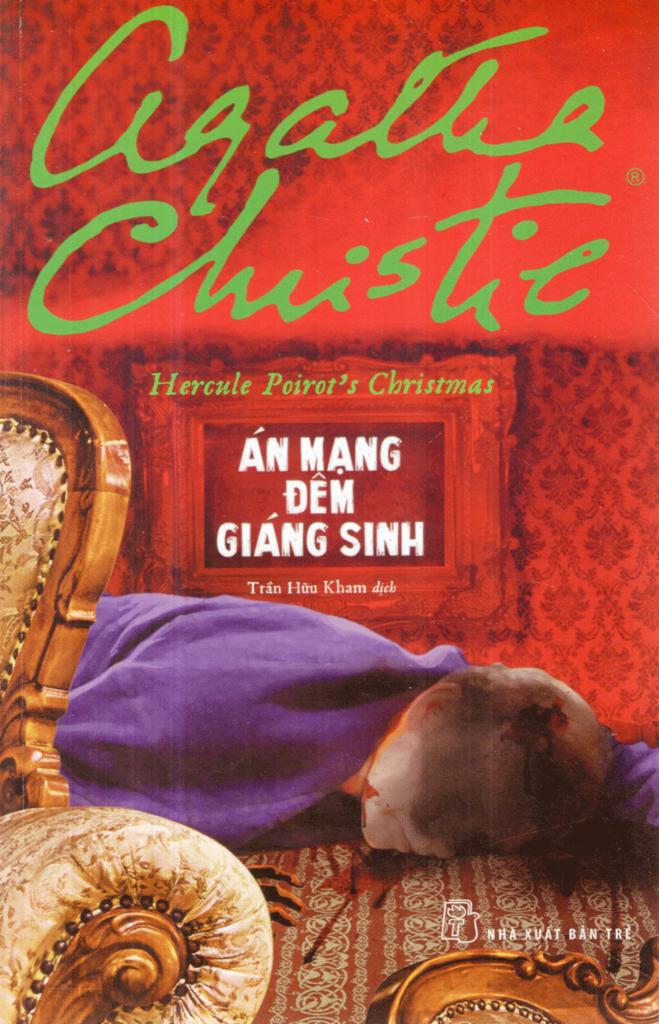 Agatha
Christie®
Hercule Poirot's Christmas
ÁN MẠNG
ĐÊM
GIÁNG SINH
Trần Hữu Kham dịch
NHÀ XUẤT BẢN TRẺ